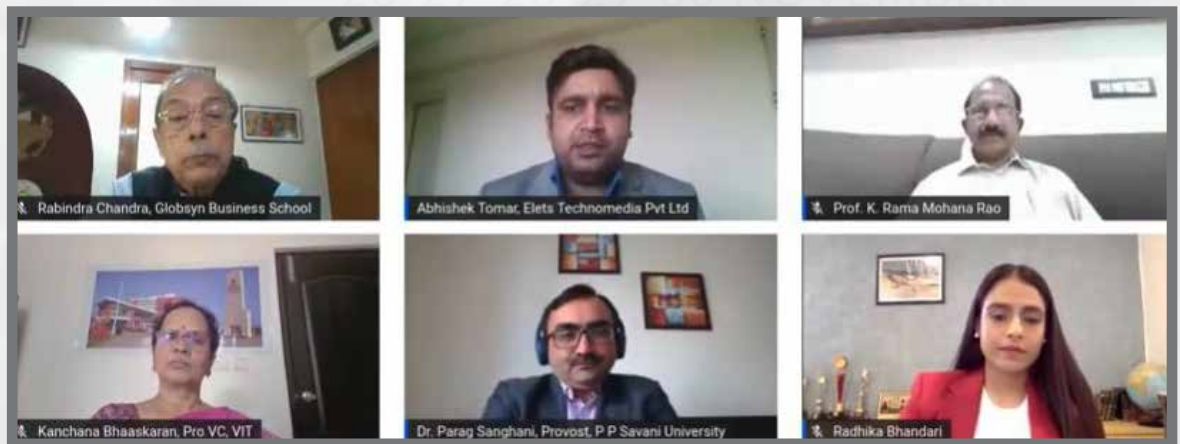 Rabindra Chandra, Globsyn Business School
Abhishek Tomar, Elets Technomedia Pvt Ltd
Prof. K. Rama Mohana Rao
Kanchana Bhaaskaran, Pro VC, VIT
Dr. Parag Sanghani, Provost, P P Savani University
Radhika Bhandari